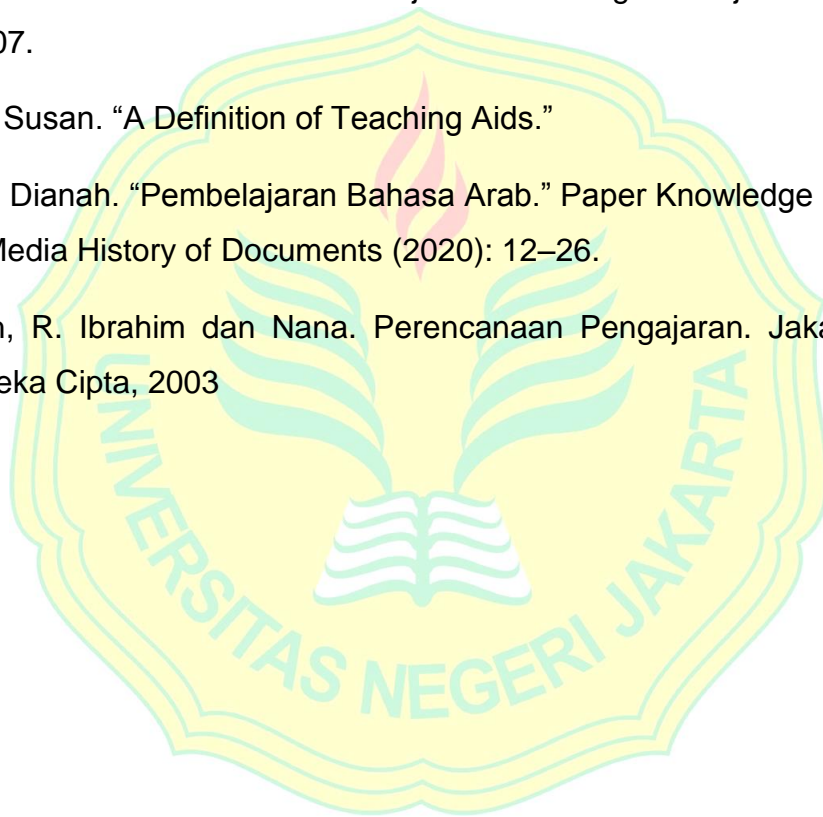 07.
Susan. “A Definition of Teaching Aids.”
Dianah. “Pembelajaran Bahasa Arab.” Paper Knowledge
Media History of Documents (2020): 12–26.
n, R. Ibrahim dan Nana. Perencanaan Pengajaran. Jaka
eka Cipta, 2003
UNIVERSITAS NEGERI JAKARTA